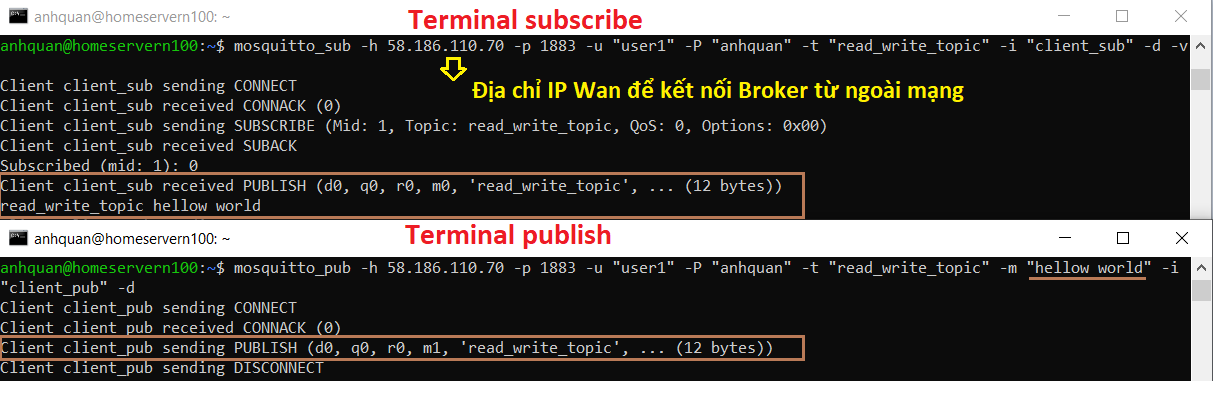 anhquan@homeservern100: ~
Terminal subscribe
anhquan@homeservern100:~$ mosquitto_sub -h 58.186.110.70 -p 1883 -u "user1" -P "anhquan" -t "read_write_topic" -i "client_sub" -d -v
Địa chỉ IP Wan để kết nối Broker từ ngoài mạng
Client client_sub sending CONNECT
Client client_sub received CONNACK (0)
Client client_sub sending SUBSCRIBE (Mid: 1, Topic: read_write_topic, QoS: 0, Options: 0x00)
Client client_sub received SUBACK
Subscribed (mid: 1): 0
Client client_sub received PUBLISH (d0, q0, r0, m0, 'read_write_topic', ... (12 bytes))
read_write_topic hellow world
anhquan@homeservern100: ~
Terminal publish
anhquan@homeservern100:~$ mosquitto_pub -h 58.186.110.70 -p 1883 -u "user1" -P "anhquan" -t "read_write_topic" -m "hellow world" -i
"client_pub" -d
Client client_pub sending CONNECT
Client client_pub received CONNACK (0)
Client client_pub sending PUBLISH (d0, q0, r0, m1, 'read_write_topic', ... (12 bytes))
Client client_pub sending DISCONNECT